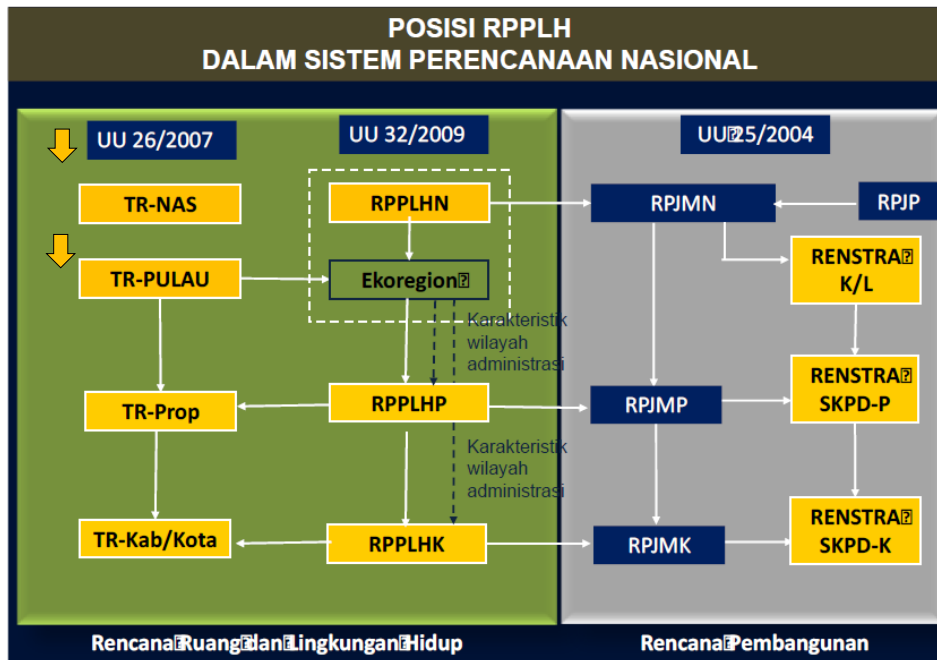 POSISI RPPLH
DALAM SISTEM PERENCANAAN NASIONAL
UU 26/2007
UU 32/2009
UU⍰25/2004
TR-NAS
RPPLHN
RPJMN
RPJP
TR-PULAU
Ekoregion⍰
RENSTRA⍰
K/L
Karakteristik
wilayah
administrasi
TR-Prop
RPPLHP
RPJMP
RENSTRA⍰
SKPD-P
Karakteristik
wilayah
administrasi
TR-Kab/Kota
RPPLHK
RPJMK
RENSTRA⍰
SKPD-K
Rencana⍰Ruang⍰dan⍰Lingkungan⍰Hidup
Rencana⍰Pembangunan